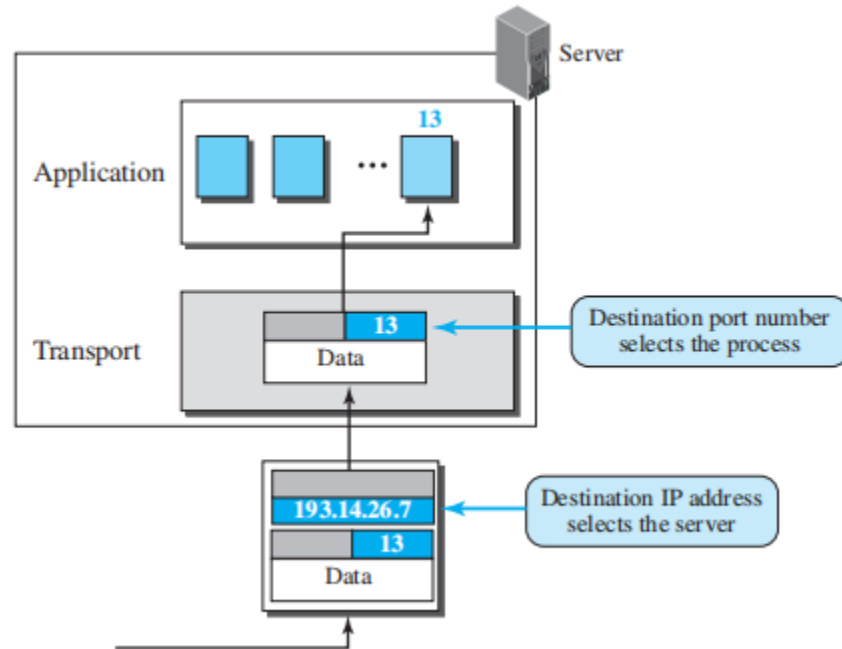 Server
13
Application
...
13
Destination port number
selects the process
Transport
Data
193.14.26.7
Destination IP address
selects the server
13
Data